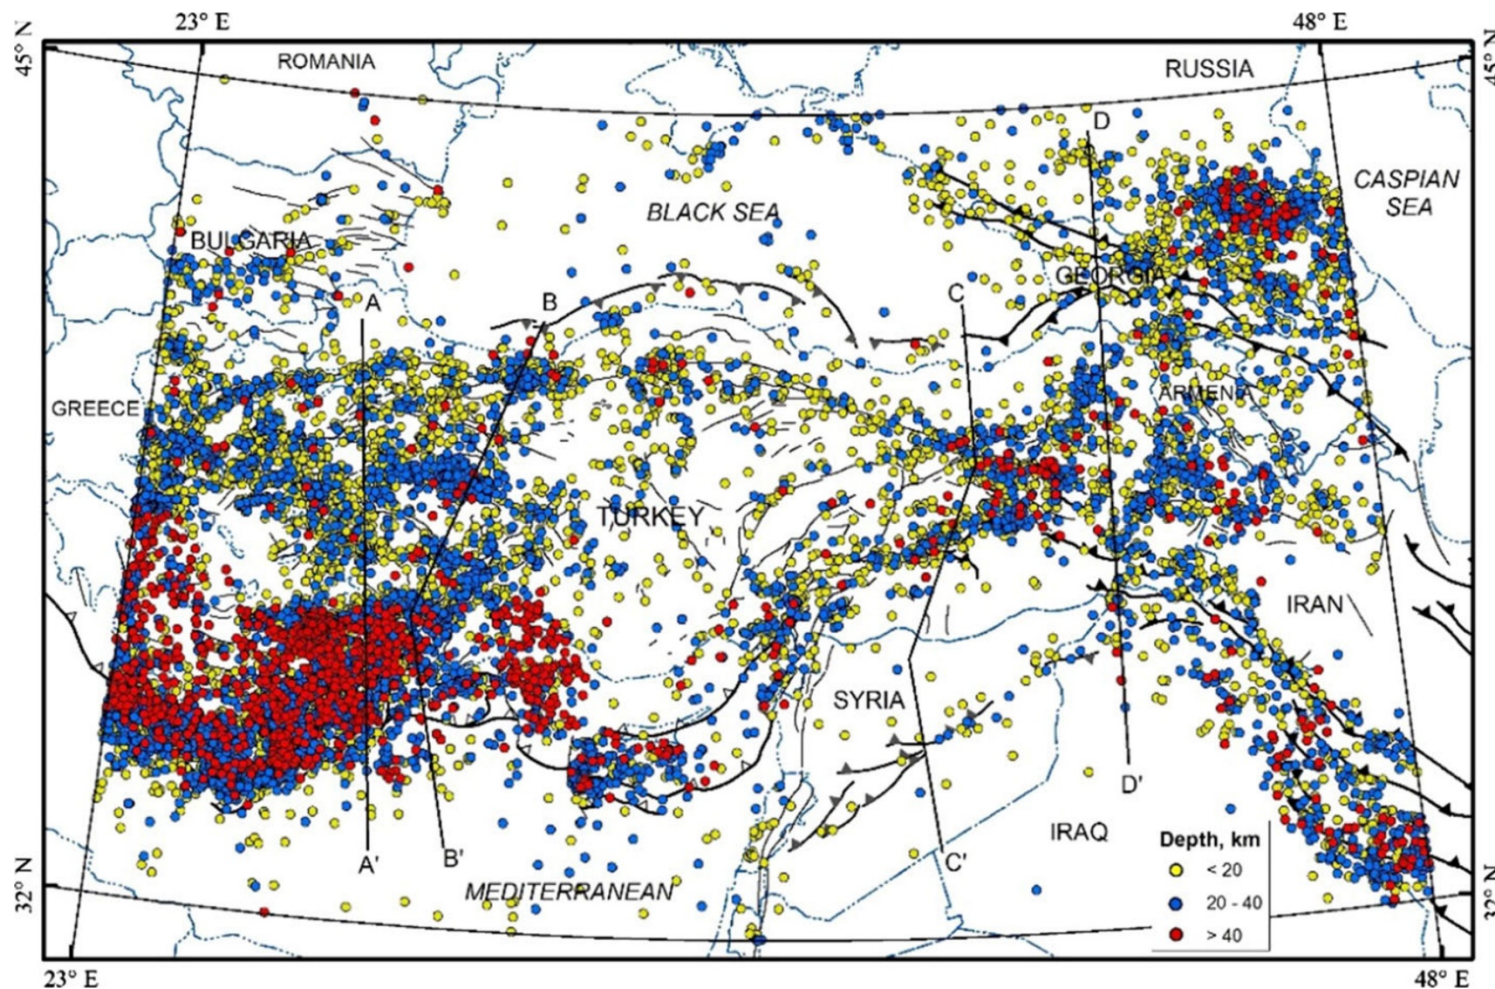 23° E
48° E
45° N
45° N
ROMANIA
RUSSIA
D
CASPIAN
SEA
BLACK SEA
BULGARIA
GEORGIA
A
B
C
ARMENIA
GREECE
TURKEY
IRAN
SYRIA
D'
IRAQ
A'
B'
C'
MEDITERRANEAN
Depth, km
< 20
20 - 40
> 40
32° N
32° N
23° E
48° E